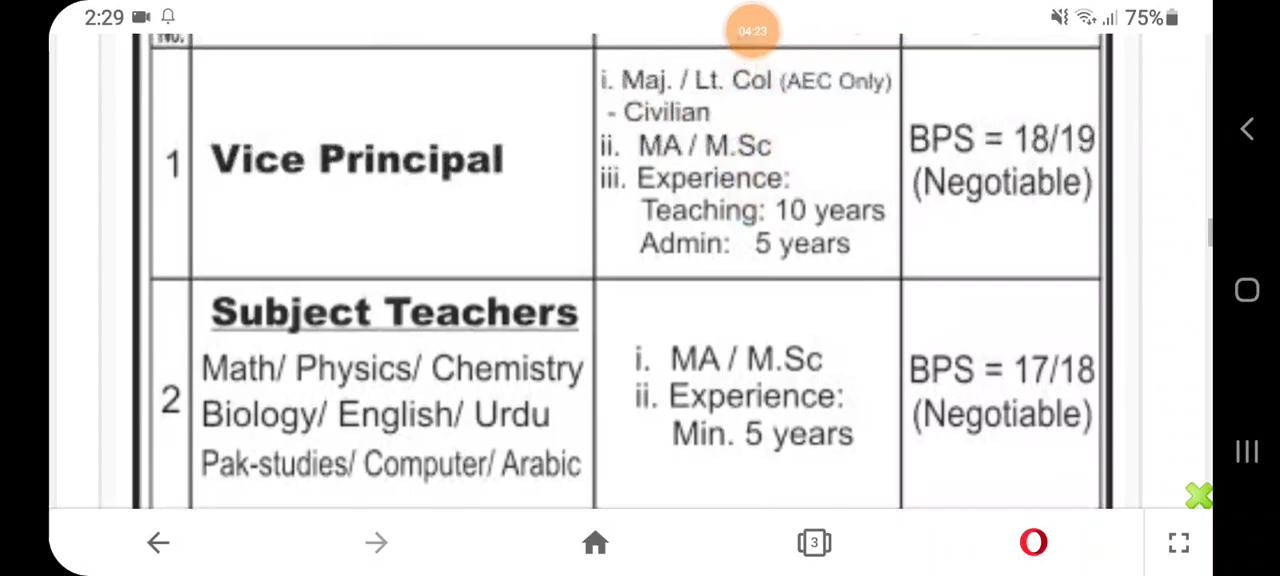 2:29
04:23
75%
No.
1
Vice Principal
i. Maj. / Lt. Col (AEC Only)
- Civilian
ii. MA / M.Sc
iii. Experience:
Teaching: 10 years
Admin: 5 years
BPS = 18/19
(Negotiable)
2
Subject Teachers
Math/ Physics/ Chemistry
Biology/ English/ Urdu
Pak-studies/ Computer/ Arabic
i. MA / M.Sc
ii. Experience:
Min. 5 years
BPS = 17/18
(Negotiable)
3